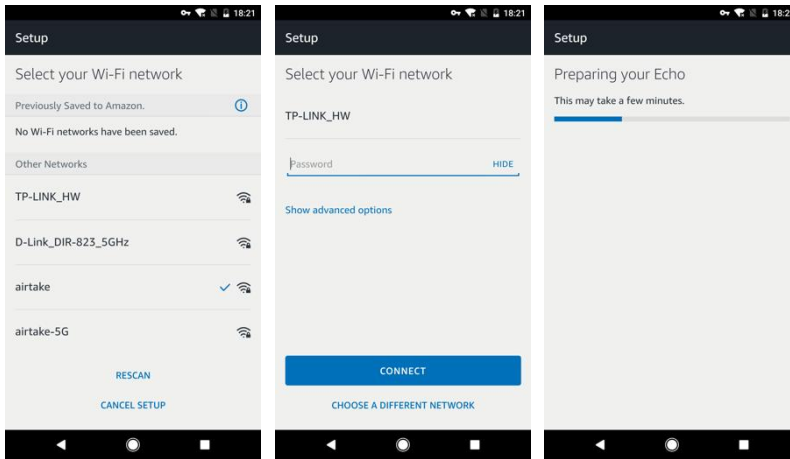 18:21
Setup
Select your Wi-Fi network
Previously Saved to Amazon.
No Wi-Fi networks have been saved.
Other Networks
TP-LINK_HW
D-Link_DIR-823_5GHz
airtake
airtake-5G
RESCAN
CANCEL SETUP
18:21
Setup
Select your Wi-Fi network
TP-LINK_HW
Password
HIDE
Show advanced options
CONNECT
CHOOSE A DIFFERENT NETWORK
18:2
Setup
Preparing your Echo
This may take a few minutes.